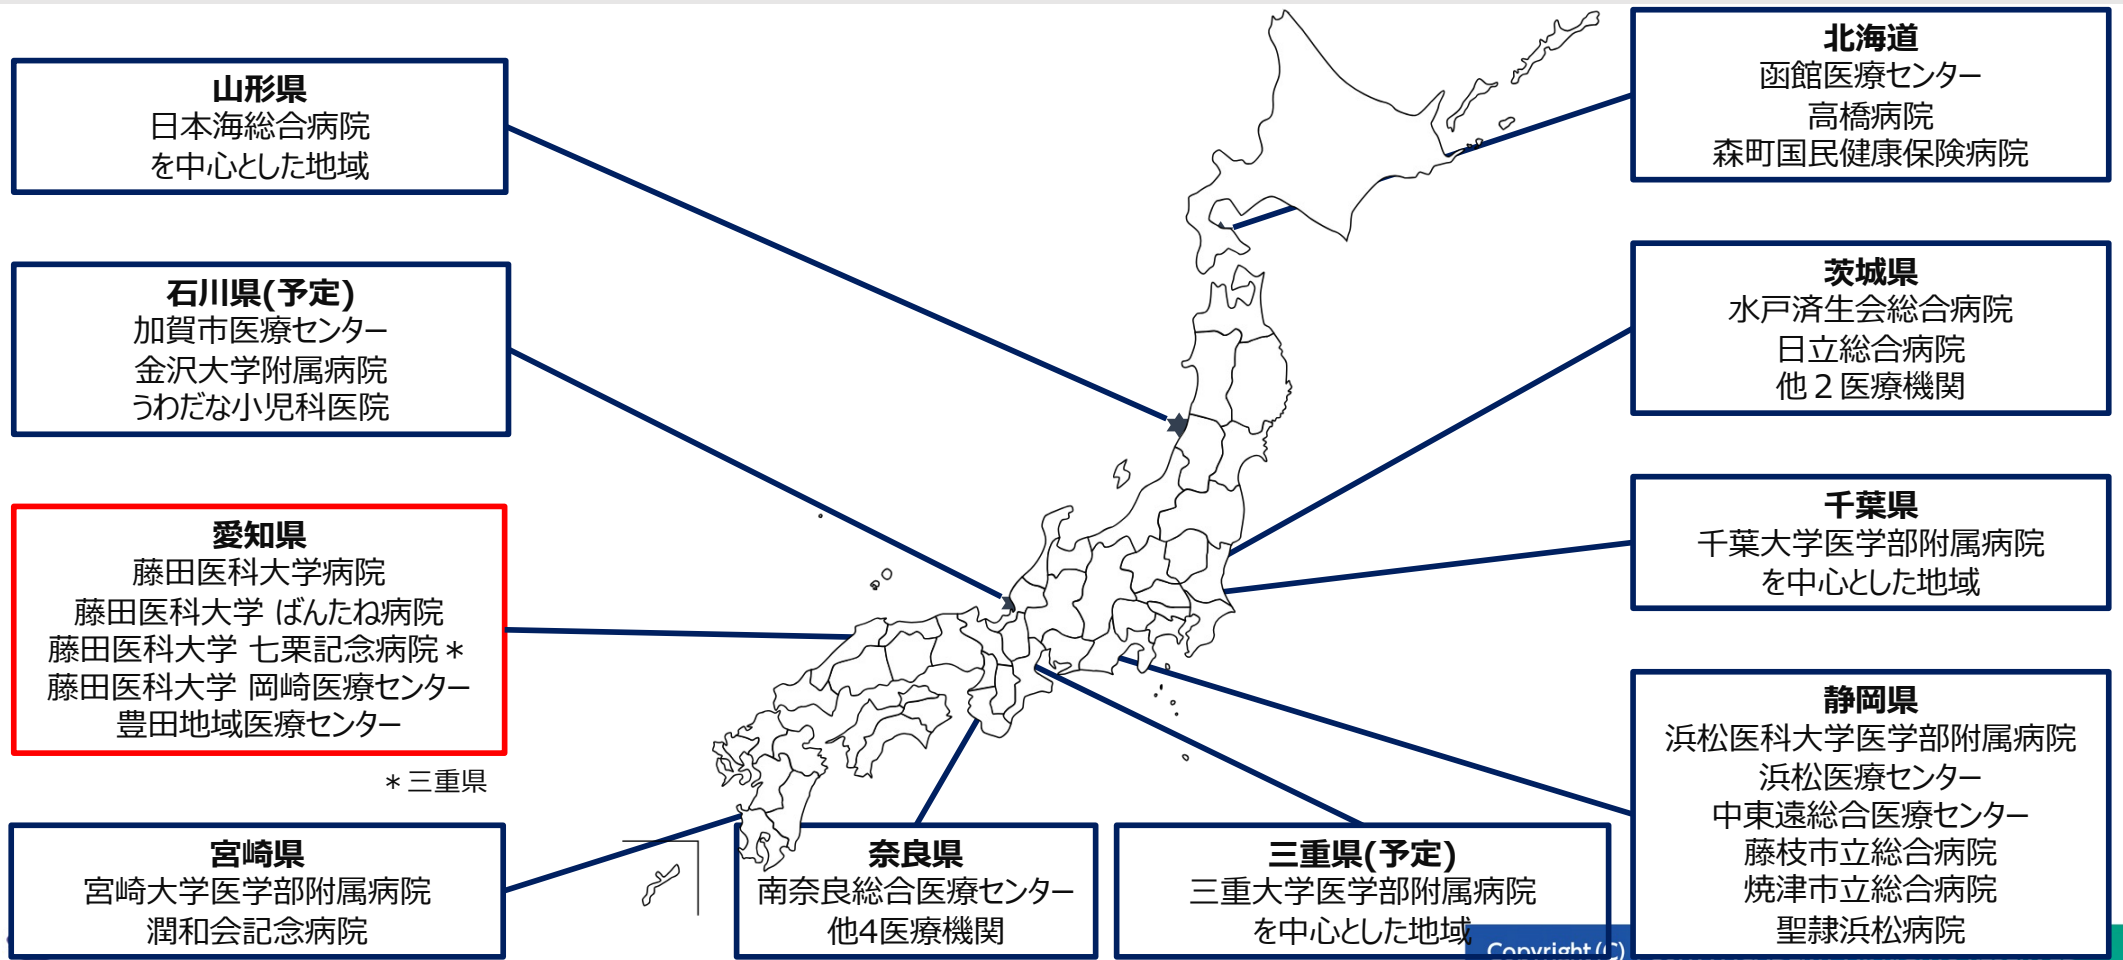 山形県
日本海総合病院
を中心とした地域
石川県(予定)
加賀市医療センター
金沢大学附属病院
うわだな小児科医院
愛知県
藤田医科大学病院
藤田医科大学 ばんたね病院
藤田医科大学 七栗記念病院＊
藤田医科大学 岡崎医療センター
豊田地域医療センター
＊三重県
宮崎県
宮崎大学医学部附属病院
潤和会記念病院
奈良県
南奈良総合医療センター
他4医療機関
三重県(予定)
三重大学医学部附属病院
を中心とした地域
北海道
函館医療センター
高橋病院
森町国民健康保険病院
茨城県
水戸済生会総合病院
日立総合病院
他２医療機関
千葉県
千葉大学医学部附属病院
を中心とした地域
静岡県
浜松医科大学医学部附属病院
浜松医療センター
中東遠総合医療センター
藤枝市立総合病院
焼津市立総合病院
聖隷浜松病院
Copyright (C)